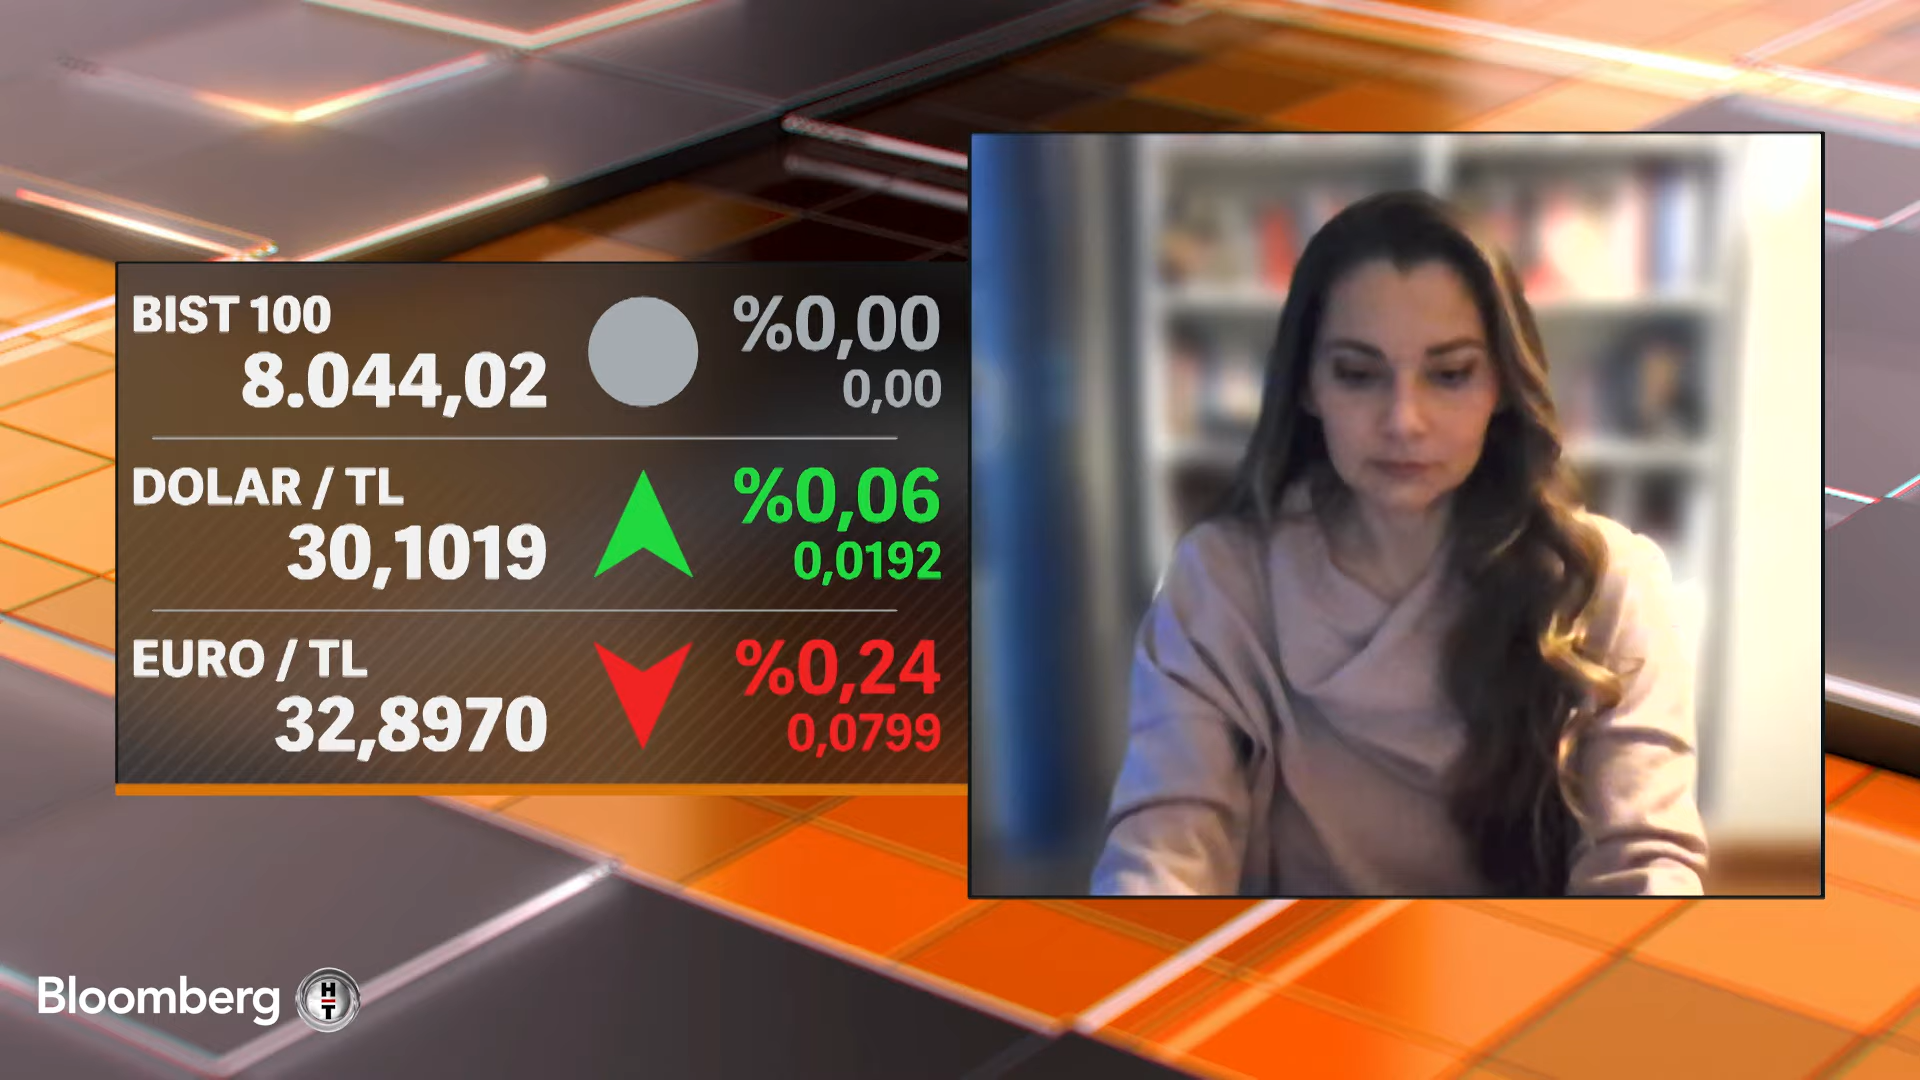 BIST 100
8.044,02
%0,00
0,00
DOLAR / TL
30,1019
%0,06
0,0192
EURO / TL
32,8970
%0,24
0,0799
Bloomberg HT